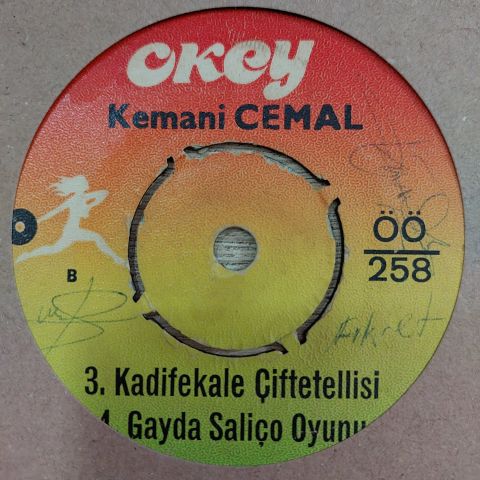 OKEY
Kemani CEMAL
ÖÖ
258
B
Fikret
3. Kadifekale Çiftetellisi
4. Gayda Saliço Oyunu